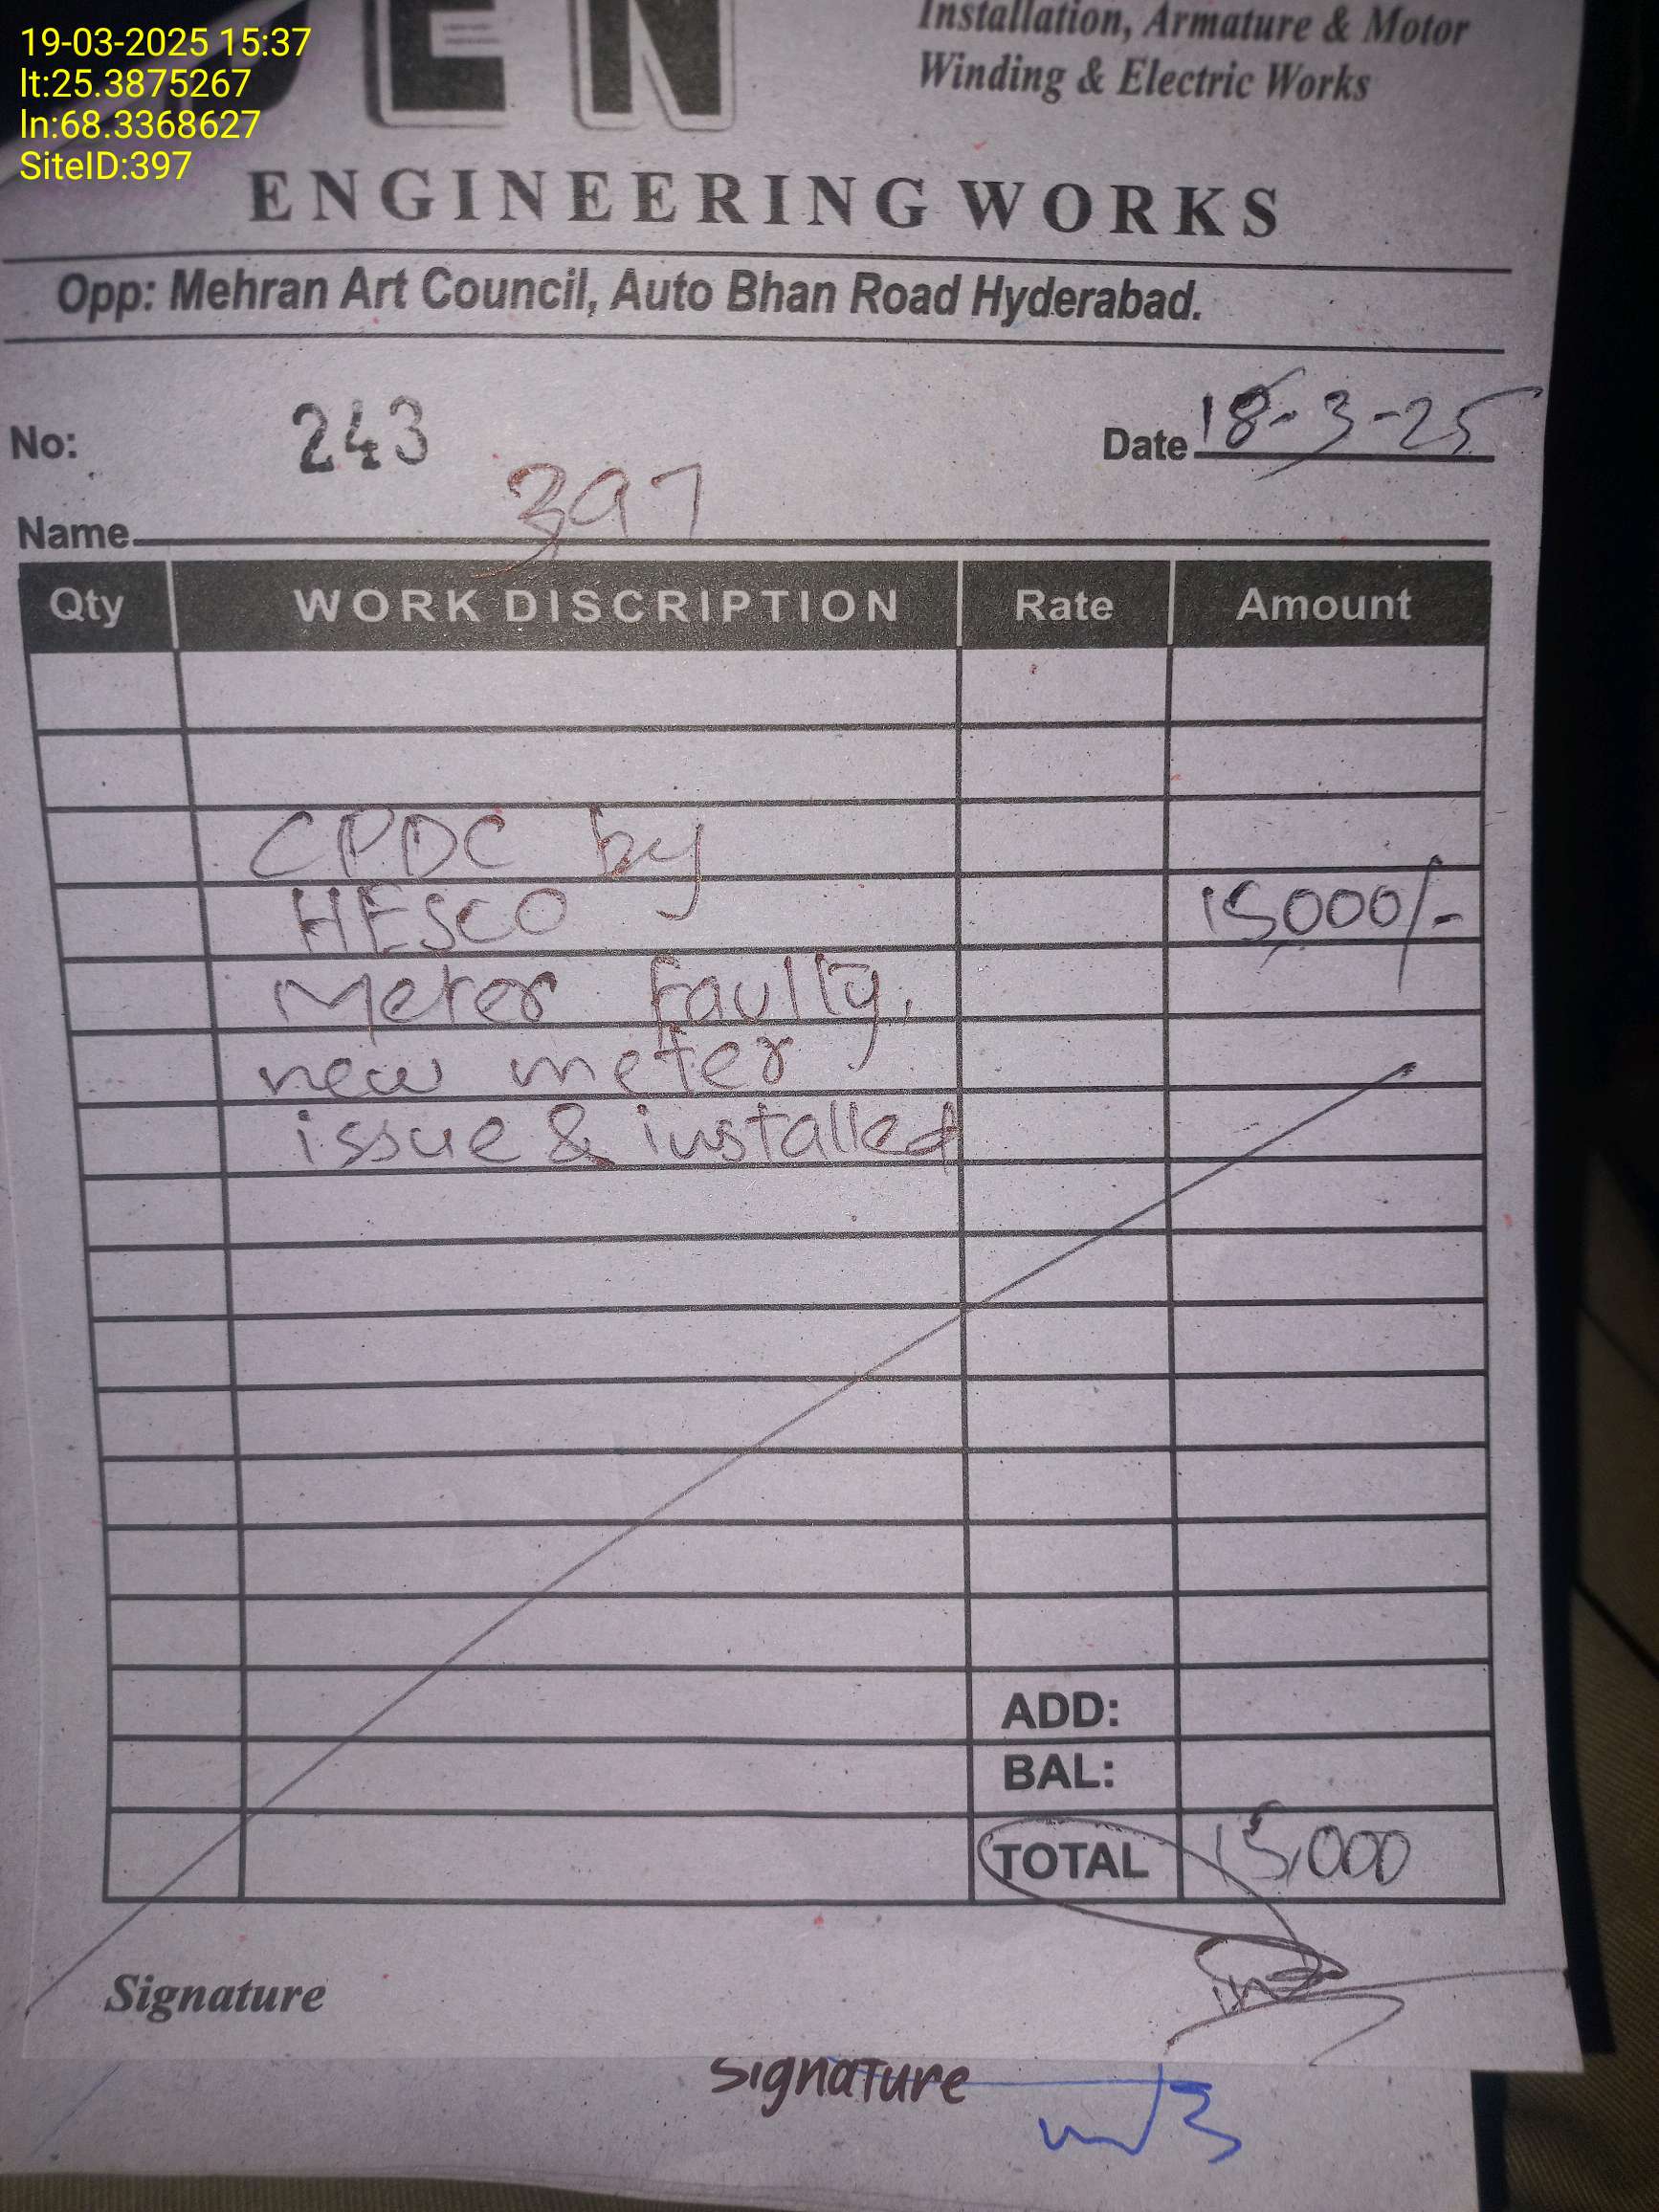 19-03-2025 15:37
lt:25.3875267
ln:68.3368627
SiteID:397
EN
Installation, Armature & Motor
Winding & Electric Works
ENGINEERING WORKS
Opp: Mehran Art Council, Auto Bhan Road Hyderabad.
No: 243
Date 18-3-25
Name 397
Qty WORK DISCRIPTION Rate Amount
CPDC by
HESCO 15,000/-
Meter faulty,
new meter
issue & installed
ADD:
BAL:
TOTAL 15,000
Signature
Signature